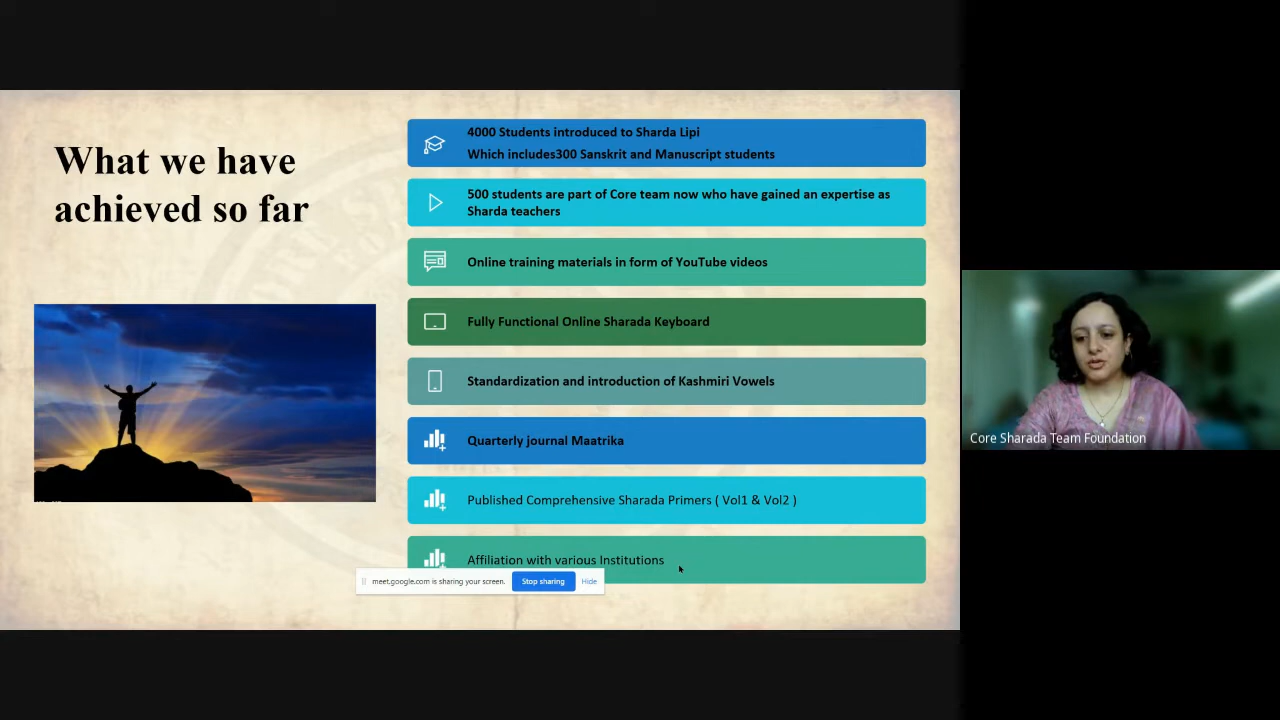 What we have
achieved so far
4000 Students introduced to Sharda Lipi
Which includes300 Sanskrit and Manuscript students
500 students are part of Core team now who have gained an expertise as
Sharda teachers
Online training materials in form of YouTube videos
Fully Functional Online Sharada Keyboard
Standardization and introduction of Kashmiri Vowels
Quarterly journal Maatrika
Published Comprehensive Sharada Primers ( Vol1 & Vol2 )
Affiliation with various Institutions
meet.google.com is sharing your screen. Stop sharing Hide
Core Sharada Team Foundation